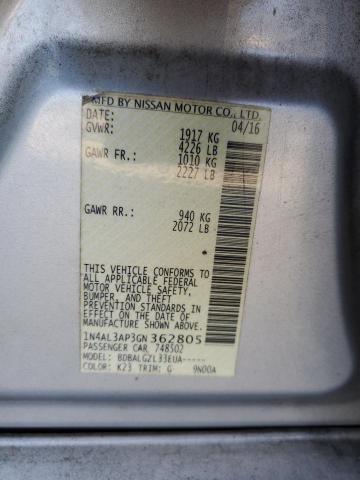 MFD BY NISSAN MOTOR CO., LTD.
DATE: 04/16
GVWR: 1917 KG
4226 LB
GAWR FR.: 1010 KG
2227 LB
GAWR RR.: 940 KG
2072 LB
THIS VEHICLE CONFORMS TO
ALL APPLICABLE FEDERAL
MOTOR VEHICLE SAFETY,
BUMPER, AND THEFT
PREVENTION STANDARDS IN
EFFECT ON THE DATE OF
MANUFACTURE SHOWN ABOVE.
1N4AL3AP3GN362805
PASSENGER CAR 748502
MODEL: BDBALGZL33EUA-----
COLOR: K23 TRIM: G 9N00A